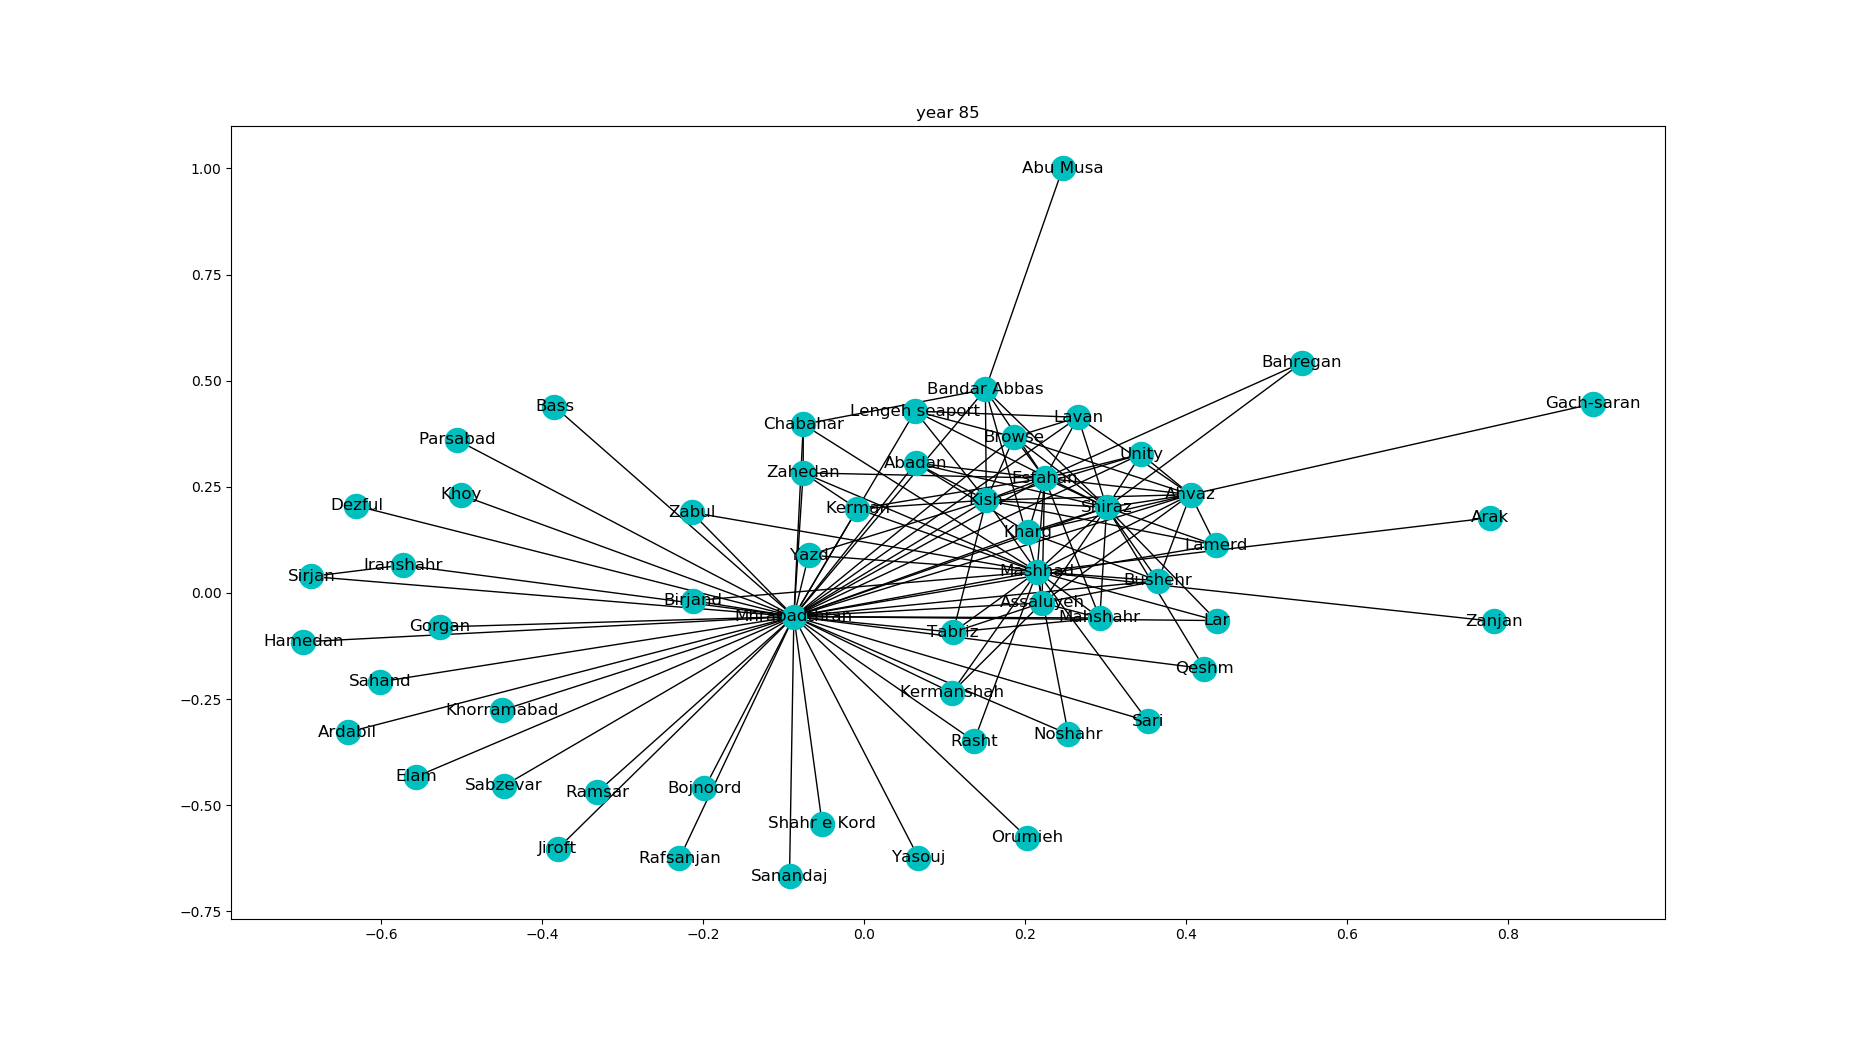 year 85
1.00
0.75
0.50
0.25
0.00
−0.25
−0.50
−0.75
−0.6
−0.4
−0.2
0.0
0.2
0.4
0.6
0.8
Abu Musa
Bahregan
Gach-saran
Bandar Abbas
Lengeh seaport
Lavan
Chabahar
Browse
Bass
Parsabad
Unity
Abadan
Zahedan
Esfahan
Khoy
Ahvaz
Kish
Dezful
Zabul
Kerman
Shiraz
Arak
Kharg
Lamerd
Yazd
Iranshahr
Sirjan
Mashhad
Bushehr
Birjand
Assaluyeh
Mahshahr
Lar
Zanjan
Gorgan
Tabriz
Hamedan
Qeshm
Sahand
Kermanshah
Khorramabad
Sari
Ardabil
Noshahr
Rasht
Elam
Sabzevar
Ramsar
Bojnoord
Shahr e Kord
Orumieh
Jiroft
Rafsanjan
Yasouj
Sanandaj